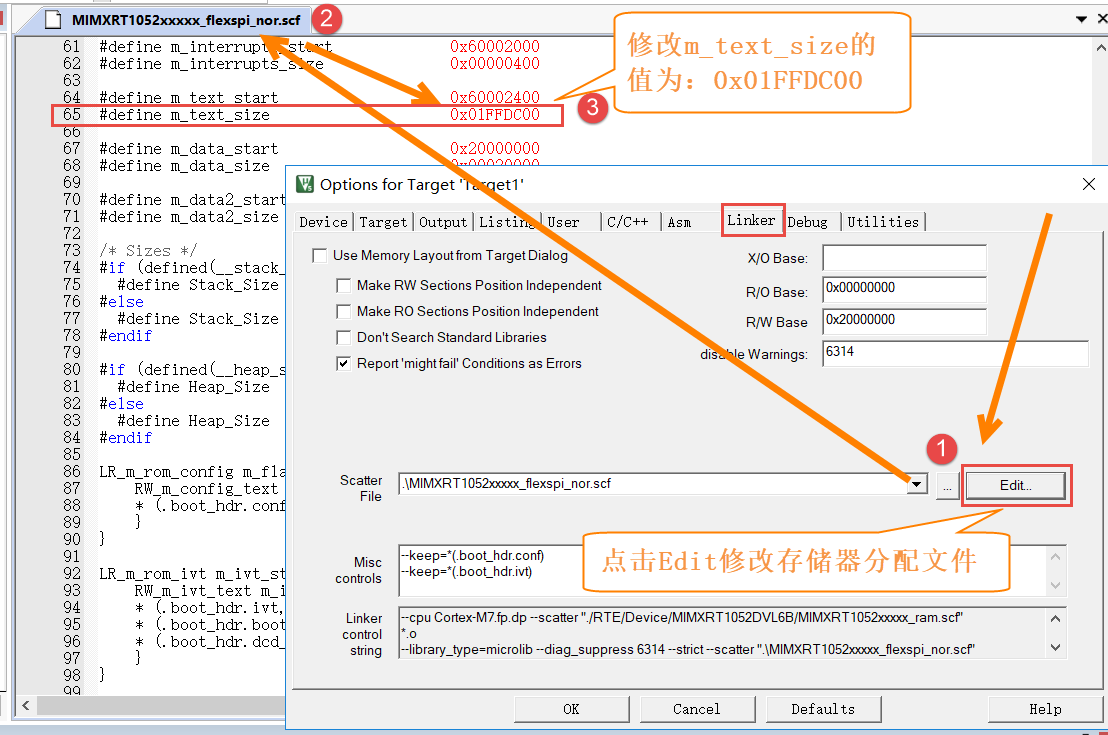 MIMXRT1052xxxxx_flexspi_nor.scf
2
61 #define m_interrupts_start 0x60002000
62 #define m_interrupts_size 0x00000400
63
64 #define m_text_start 0x60002400
65 #define m_text_size 0x01FFDC00
66
67 #define m_data_start 0x20000000
68 #define m_data_size 0x00020000
69
70 #define m_data2_start
71 #define m_data2_size
72
73 /* Sizes */
74 #if (defined(__stack_
75 #define Stack_Size
76 #else
77 #define Stack_Size
78 #endif
79
80 #if (defined(__heap_s
81 #define Heap_Size
82 #else
83 #define Heap_Size
84 #endif
85
86 LR_m_rom_config m_fla
87 RW_m_config_text
88 * (.boot_hdr.conf
89 }
90 }
91
92 LR_m_rom_ivt m_ivt_st
93 RW_m_ivt_text m_i
94 * (.boot_hdr.ivt,
95 * (.boot_hdr.boot
96 * (.boot_hdr.dcd_
97 }
98 }
99
修改m_text_size的
值为：0x01FFDC00
3
Options for Target 'Target1'
Device Target Output Listing User C/C++ Asm Linker Debug Utilities
Use Memory Layout from Target Dialog
Make RW Sections Position Independent
Make RO Sections Position Independent
Don't Search Standard Libraries
Report 'might fail' Conditions as Errors
X/O Base:
R/O Base: 0x00000000
R/W Base 0x20000000
disable Warnings: 6314
1
Scatter
File
.\MIMXRT1052xxxxx_flexspi_nor.scf
...
Edit...
点击Edit修改存储器分配文件
Misc
controls
--keep=*(.boot_hdr.conf)
--keep=*(.boot_hdr.ivt)
Linker
control
string
--cpu Cortex-M7.fp.dp --scatter "./RTE/Device/MIMXRT1052DVL6B/MIMXRT1052xxxxx_ram.scf"
*.o
--library_type=microlib --diag_suppress 6314 --strict --scatter ".\MIMXRT1052xxxxx_flexspi_nor.scf"
OK Cancel Defaults Help